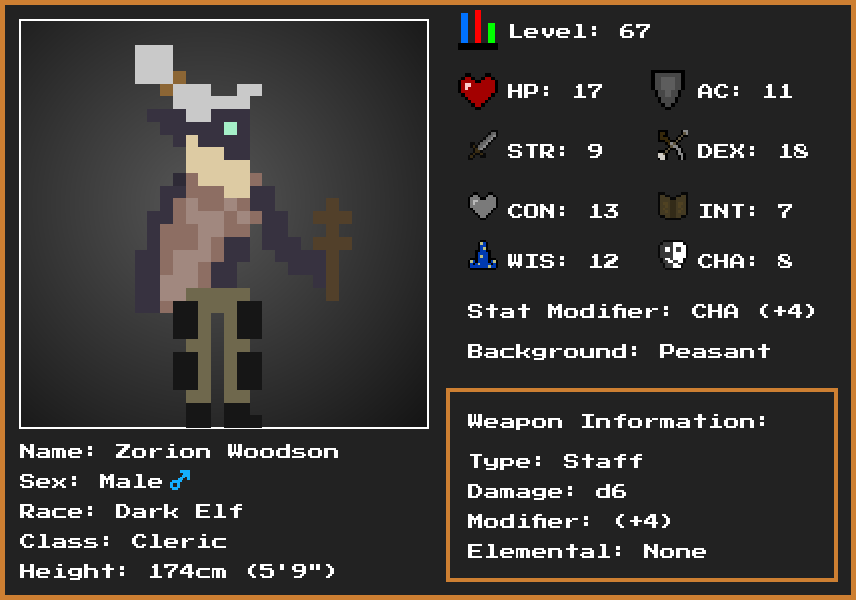 Level: 67
HP: 17
AC: 11
STR: 9
DEX: 18
CON: 13
INT: 7
WIS: 12
CHA: 8
Stat Modifier: CHA (+4)
Background: Peasant
Weapon Information:
Type: Staff
Damage: d6
Modifier: (+4)
Elemental: None
Name: Zorion Woodson
Sex: Male♂
Race: Dark Elf
Class: Cleric
Height: 174cm (5'9")